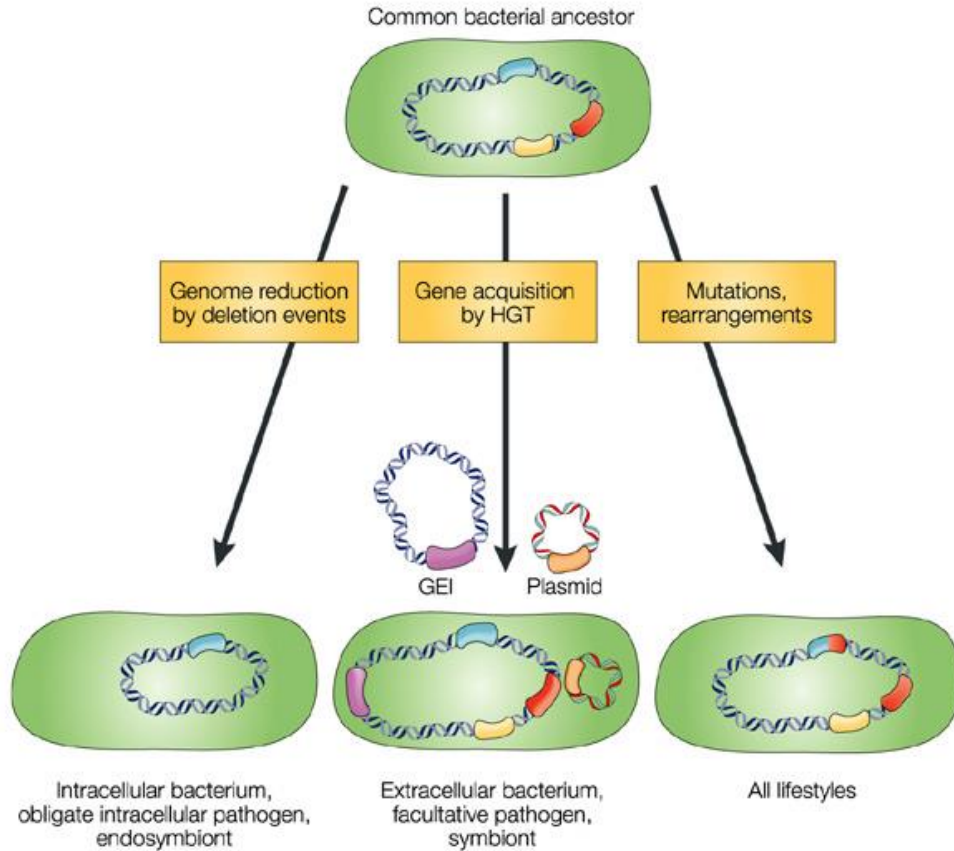 Common bacterial ancestor
Genome reduction
by deletion events
Gene acquisition
by HGT
Mutations,
rearrangements
GEI
Plasmid
Intracellular bacterium,
obligate intracellular pathogen,
endosymbiont
Extracellular bacterium,
facultative pathogen,
symbiont
All lifestyles